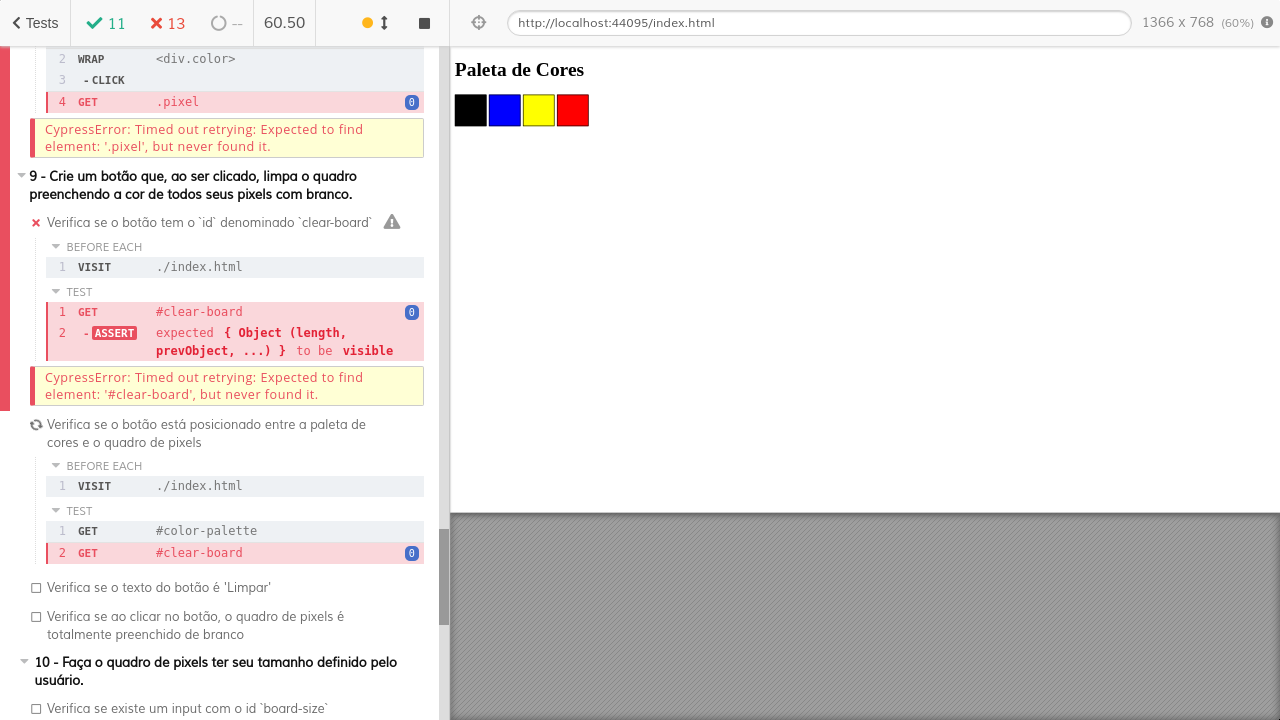 Tests 11 13 -- 60.50
http://localhost:44095/index.html 1366 x 768 (60%)
2 WRAP <div.color>
3 -CLICK
4 GET .pixel 0
CypressError: Timed out retrying: Expected to find
element: '.pixel', but never found it.
9 - Crie um botão que, ao ser clicado, limpa o quadro
preenchendo a cor de todos seus pixels com branco.
Verifica se o botão tem o `id` denominado `clear-board`
BEFORE EACH
1 VISIT ./index.html
TEST
1 GET #clear-board 0
2 -ASSERT expected { Object (length,
prevObject, ...) } to be visible
CypressError: Timed out retrying: Expected to find
element: '#clear-board', but never found it.
Verifica se o botão está posicionado entre a paleta de
cores e o quadro de pixels
BEFORE EACH
1 VISIT ./index.html
TEST
1 GET #color-palette
2 GET #clear-board 0
Verifica se o texto do botão é 'Limpar'
Verifica se ao clicar no botão, o quadro de pixels é
totalmente preenchido de branco
10 - Faça o quadro de pixels ter seu tamanho definido pelo
usuário.
Verifica se existe um input com o id `board-size`
Paleta de Cores